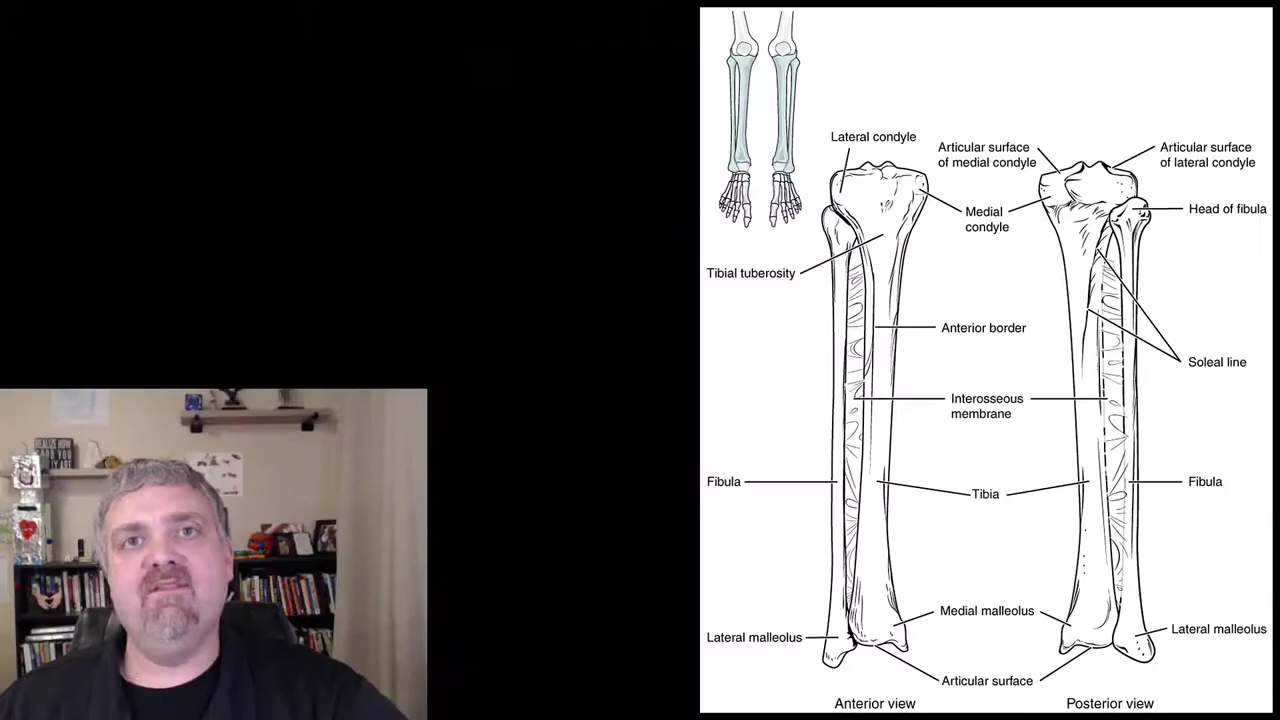 Lateral condyle
Articular surface
of medial condyle
Articular surface
of lateral condyle
Medial
condyle
Head of fibula
Tibial tuberosity
Anterior border
Soleal line
Interosseous
membrane
Fibula
Tibia
Fibula
Medial malleolus
Lateral malleolus
Lateral malleolus
Articular surface
Anterior view
Posterior view
REALIZE HOW